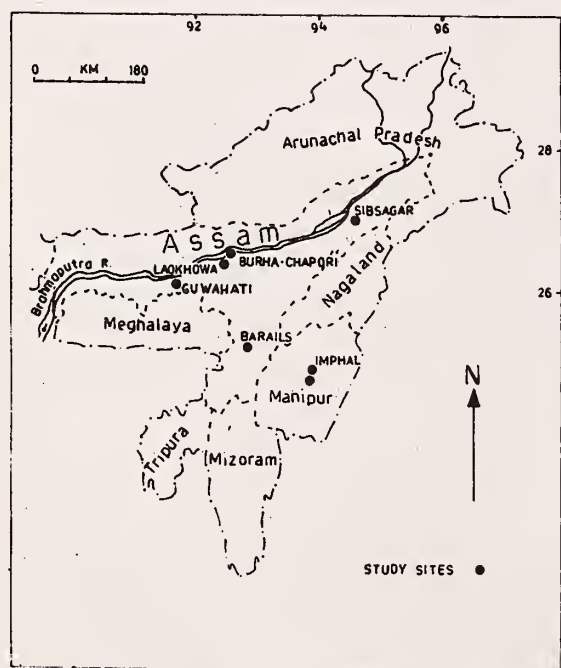 92 94 96
0 KM 180
Arunachal Pradesh
28
SIBSAGAR
Assam
BURHA-CHAPORI
LAOKHOWA
Brahmaputra R.
GUWAHATI
Nagaland
26
Meghalaya
BARAILS
IMPHAL
N
Manipur
Tripura
Mizoram
STUDY SITES